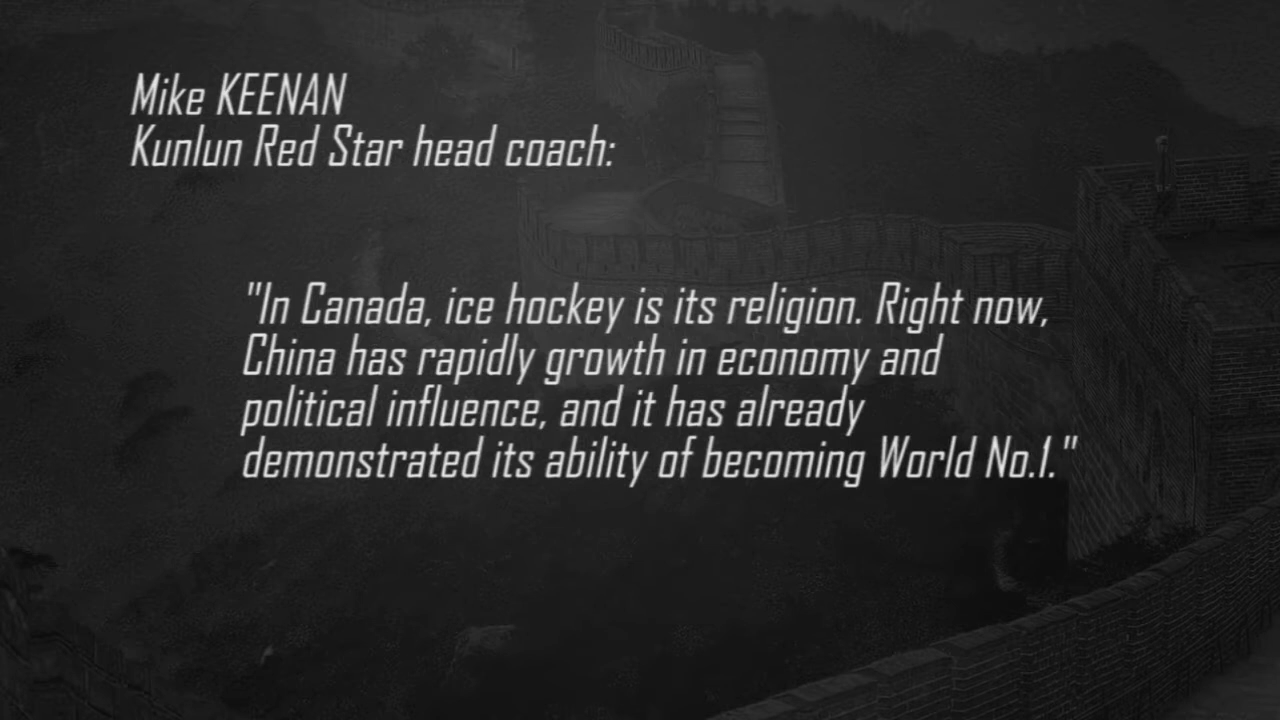 Mike KEENAN
Kunlun Red Star head coach:
"In Canada, ice hockey is its religion. Right now,
China has rapidly growth in economy and
political influence, and it has already
demonstrated its ability of becoming World No.1."